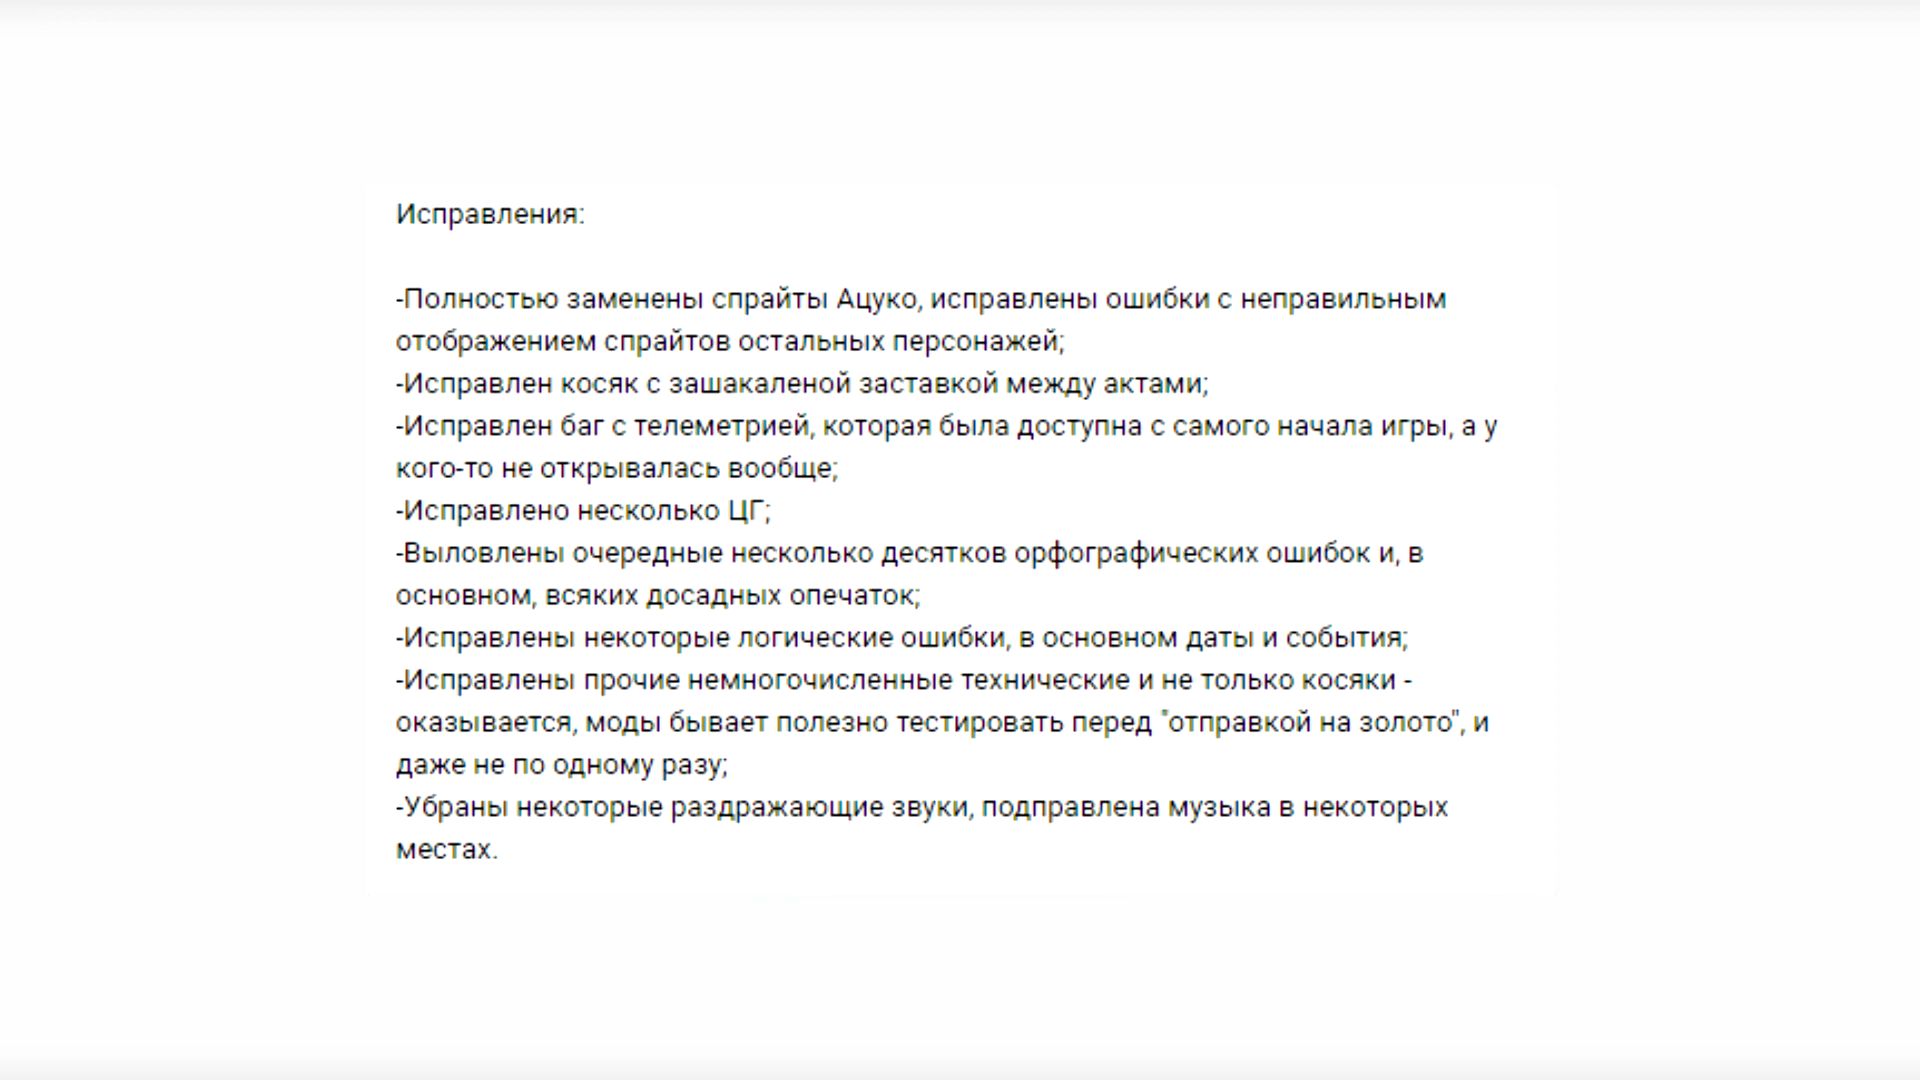 Исправления:
-Полностью заменены спрайты Ацуко, исправлены ошибки с неправильным
отображением спрайтов остальных персонажей;
-Исправлен косяк с зашакаленой заставкой между актами;
-Исправлен баг с телеметрией, которая была доступна с самого начала игры, а у
кого-то не открывалась вообще;
-Исправлено несколько ЦГ;
-Выловлены очередные несколько десятков орфографических ошибок и, в
основном, всяких досадных опечаток;
-Исправлены некоторые логические ошибки, в основном даты и события;
-Исправлены прочие немногочисленные технические и не только косяки -
оказывается, моды бывает полезно тестировать перед "отправкой на золото", и
даже не по одному разу;
-Убраны некоторые раздражающие звуки, подправлена музыка в некоторых
местах.